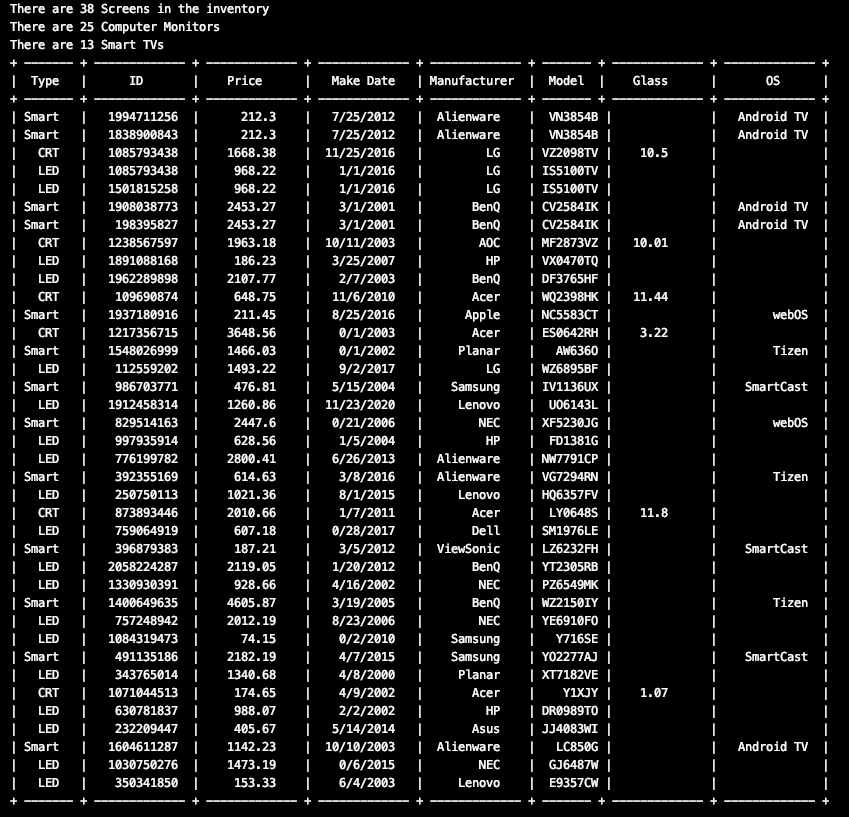 There are 38 Screens in the inventory
There are 25 Computer Monitors
There are 13 Smart TVs
+ ——————— + ————————————— + ————————————— + ————————————— + ————————————— + ——————— + ————————————— + ————————————— +
| Type | ID | Price | Make Date | Manufacturer | Model | Glass | OS |
+ ——————— + ————————————— + ————————————— + ————————————— + ————————————— + ——————— + ————————————— + ————————————— +
| Smart | 1994711256 | 212.3 | 7/25/2012 | Alienware | VN3854B | | Android TV |
| Smart | 1838900843 | 212.3 | 7/25/2012 | Alienware | VN3854B | | Android TV |
| CRT | 1085793438 | 1668.38 | 11/25/2016 | LG | VZ2098TV | 10.5 | |
| LED | 1085793438 | 968.22 | 1/1/2016 | LG | IS5100TV | | |
| LED | 1501815258 | 968.22 | 1/1/2016 | LG | IS5100TV | | |
| Smart | 1908038773 | 2453.27 | 3/1/2001 | BenQ | CV2584IK | | Android TV |
| Smart | 198395827 | 2453.27 | 3/1/2001 | BenQ | CV2584IK | | Android TV |
| CRT | 1238567597 | 1963.18 | 10/11/2003 | AOC | MF2873VZ | 10.01 | |
| LED | 1891088168 | 186.23 | 3/25/2007 | HP | VX0470TQ | | |
| LED | 1962289898 | 2107.77 | 2/7/2003 | BenQ | DF3765HF | | |
| CRT | 109690874 | 648.75 | 11/6/2010 | Acer | WQ2398HK | 11.44 | |
| Smart | 1937180916 | 211.45 | 8/25/2016 | Apple | NC5583CT | | webOS |
| CRT | 1217356715 | 3648.56 | 0/1/2003 | Acer | ES0642RH | 3.22 | |
| Smart | 1548026999 | 1466.03 | 0/1/2002 | Planar | AW636O | | Tizen |
| LED | 112559202 | 1493.22 | 9/2/2017 | LG | WZ6895BF | | |
| Smart | 986703771 | 476.81 | 5/15/2004 | Samsung | IV1136UX | | SmartCast |
| LED | 1912458314 | 1260.86 | 11/23/2020 | Lenovo | UO6143L | | |
| Smart | 829514163 | 2447.6 | 0/21/2006 | NEC | XF5230JG | | webOS |
| LED | 997935914 | 628.56 | 1/5/2004 | HP | FD1381G | | |
| LED | 776199782 | 2800.41 | 6/26/2013 | Alienware | NW7791CP | | |
| Smart | 392355169 | 614.63 | 3/8/2016 | Alienware | VG7294RN | | Tizen |
| LED | 250750113 | 1021.36 | 8/1/2015 | Lenovo | HQ6357FV | | |
| CRT | 873893446 | 2010.66 | 1/7/2011 | Acer | LY0648S | 11.8 | |
| LED | 759064919 | 607.18 | 0/28/2017 | Dell | SM1976LE | | |
| Smart | 396879383 | 187.21 | 3/5/2012 | ViewSonic | LZ6232FH | | SmartCast |
| LED | 2058224287 | 2119.05 | 1/20/2012 | BenQ | YT2305RB | | |
| LED | 1330930391 | 928.66 | 4/16/2002 | NEC | PZ6549MK | | |
| Smart | 1400649635 | 4605.87 | 3/19/2005 | BenQ | WZ2150IY | | Tizen |
| LED | 757248942 | 2012.19 | 8/23/2006 | NEC | YE6910FO | | |
| LED | 1084319473 | 74.15 | 0/2/2010 | Samsung | Y716SE | | |
| Smart | 491135186 | 2182.19 | 4/7/2015 | Samsung | YO2277AJ | | SmartCast |
| LED | 343765014 | 1340.68 | 4/8/2000 | Planar | XT7182VE | | |
| CRT | 1071044513 | 174.65 | 4/9/2002 | Acer | Y1XJY | 1.07 | |
| LED | 630781837 | 988.07 | 2/2/2002 | HP | DR0989TO | | |
| LED | 232209447 | 405.67 | 5/14/2014 | Asus | JJ4083WI | | |
| Smart | 1604611287 | 1142.23 | 10/10/2003 | Alienware | LC850G | | Android TV |
| LED | 1030750276 | 1473.19 | 0/6/2015 | NEC | GJ6487W | | |
| LED | 350341850 | 153.33 | 6/4/2003 | Lenovo | E9357CW | | |
+ ——————— + ————————————— + ————————————— + ————————————— + ————————————— + ——————— + ————————————— + ————————————— +